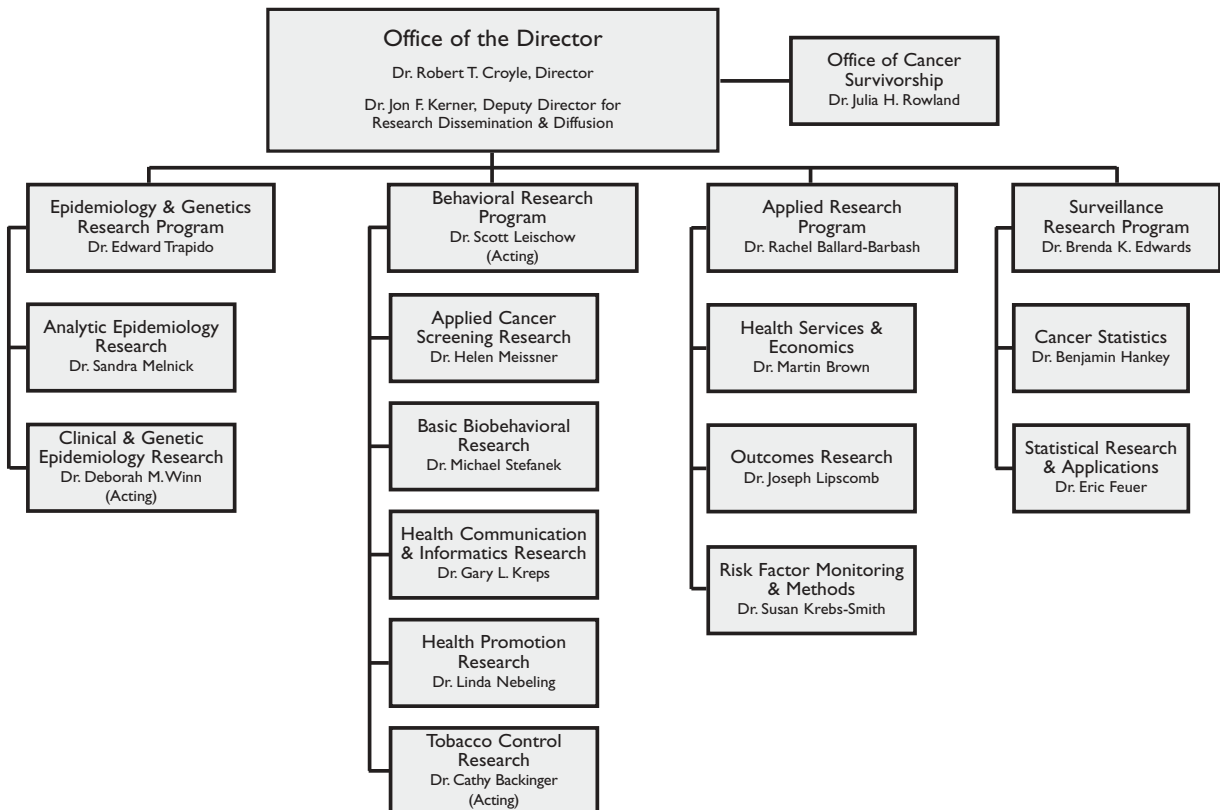 Office of the Director
Dr. Robert T. Croyle, Director
Dr. Jon F. Kerner, Deputy Director for
Research Dissemination & Diffusion
Office of Cancer
Survivorship
Dr. Julia H. Rowland
Epidemiology & Genetics
Research Program
Dr. Edward Trapido
Analytic Epidemiology
Research
Dr. Sandra Melnick
Clinical & Genetic
Epidemiology Research
Dr. Deborah M. Winn
(Acting)
Behavioral Research
Program
Dr. Scott Leischow
(Acting)
Applied Cancer
Screening Research
Dr. Helen Meissner
Basic Biobehavioral
Research
Dr. Michael Stefanek
Health Communication
& Informatics Research
Dr. Gary L. Kreps
Health Promotion
Research
Dr. Linda Nebeling
Tobacco Control
Research
Dr. Cathy Backinger
(Acting)
Applied Research
Program
Dr. Rachel Ballard-Barbash
Health Services &
Economics
Dr. Martin Brown
Outcomes Research
Dr. Joseph Lipscomb
Risk Factor Monitoring
& Methods
Dr. Susan Krebs-Smith
Surveillance
Research Program
Dr. Brenda K. Edwards
Cancer Statistics
Dr. Benjamin Hankey
Statistical Research
& Applications
Dr. Eric Feuer